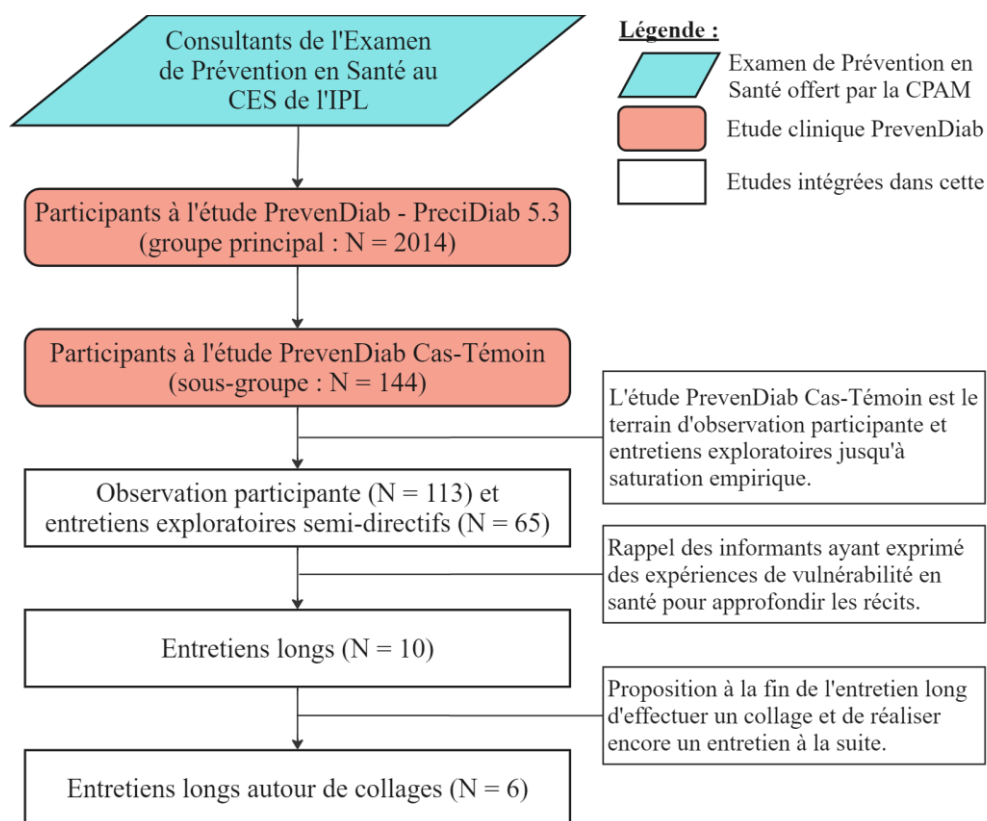 Consultants de l'Examen
de Prévention en Santé au
CES de l'IPL
Légende :
Examen de Prévention en
Santé offert par la CPAM
Etude clinique PrevenDiab
Etudes intégrées dans cette
Participants à l'étude PrevenDiab - PreciDiab 5.3
(groupe principal : N = 2014)
Participants à l'étude PrevenDiab Cas-Témoin
(sous-groupe : N = 144)
L'étude PrevenDiab Cas-Témoin est le
terrain d'observation participante et
entretiens exploratoires jusqu'à
saturation empirique.
Observation participante (N = 113) et
entretiens exploratoires semi-directifs (N = 65)
Rappel des informants ayant exprimé
des expériences de vulnérabilité en
santé pour approfondir les récits.
Entretiens longs (N = 10)
Proposition à la fin de l'entretien long
d'effectuer un collage et de réaliser
encore un entretien à la suite.
Entretiens longs autour de collages (N = 6)